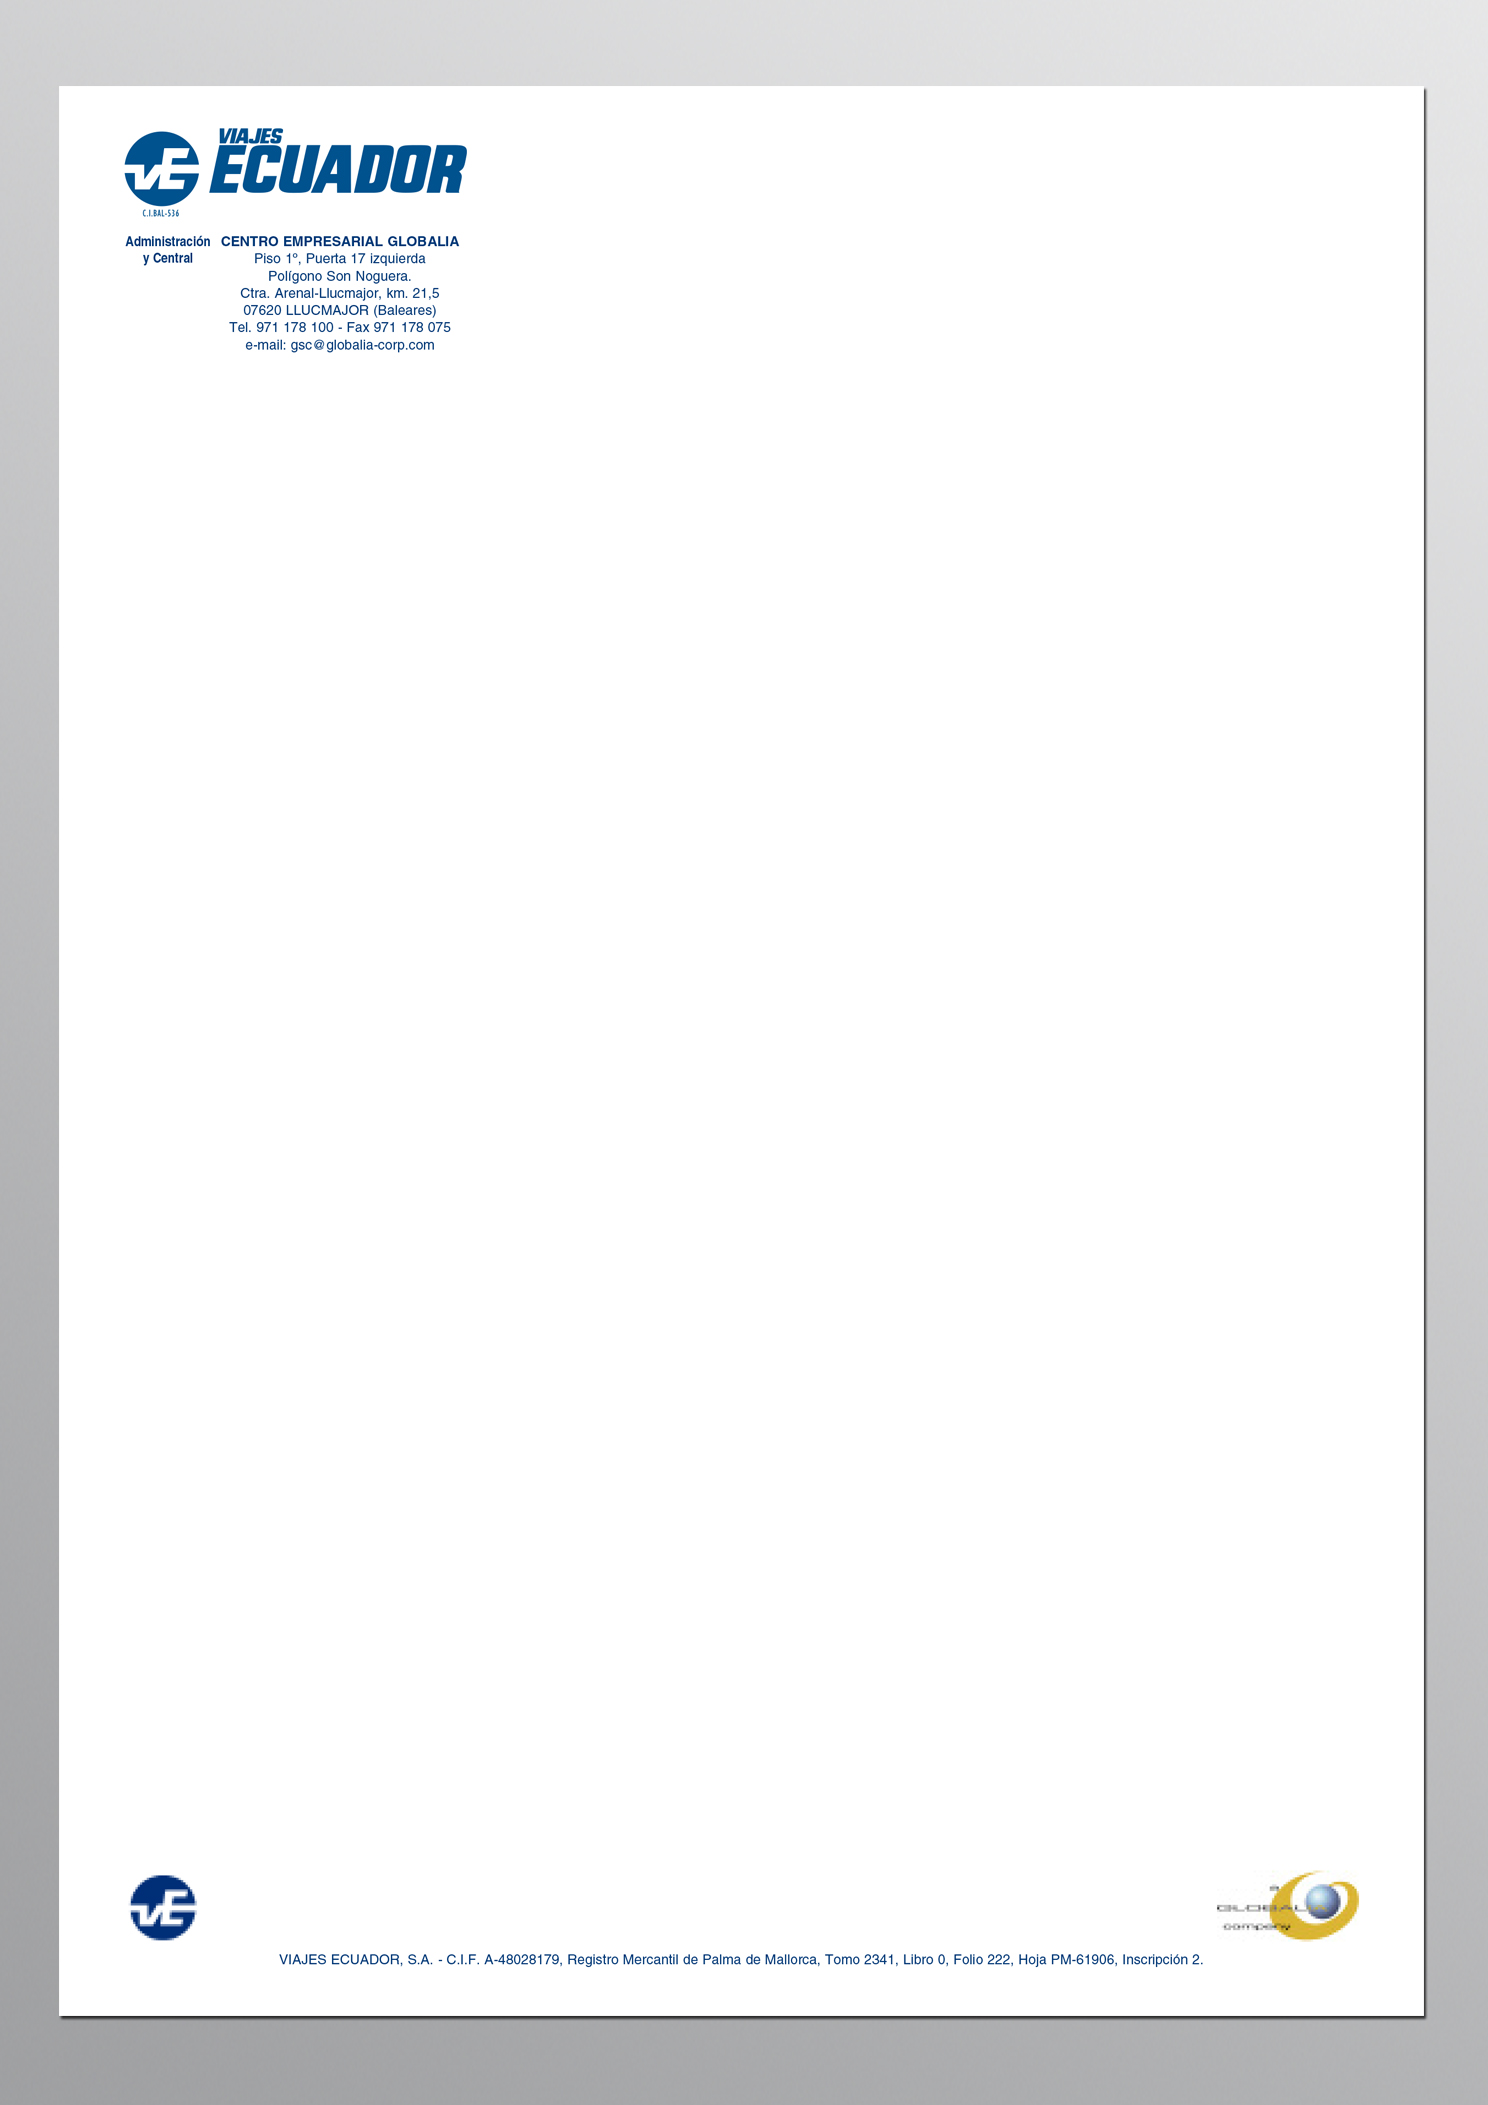 VIAJES
ECUADOR
vE
C.I.BAL-536
Administración
y Central
CENTRO EMPRESARIAL GLOBALIA
Piso 1º, Puerta 17 izquierda
Polígono Son Noguera.
Ctra. Arenal-Llucmajor, km. 21,5
07620 LLUCMAJOR (Baleares)
Tel. 971 178 100 - Fax 971 178 075
e-mail: gsc@globalia-corp.com
vE
a
GLOBALIA
company
VIAJES ECUADOR, S.A. - C.I.F. A-48028179, Registro Mercantil de Palma de Mallorca, Tomo 2341, Libro 0, Folio 222, Hoja PM-61906, Inscripción 2.